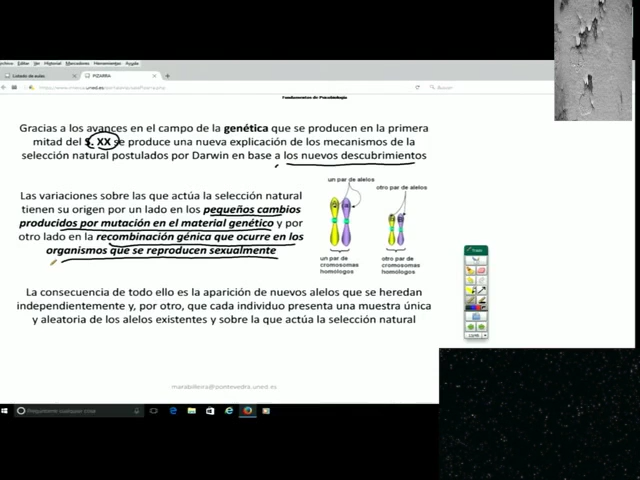 Archivo Editar Ver Historial Marcadores Herramientas Ayuda
Listado de aulas
PIZARRA
Buscar
Fundamentos de Psicobiología
Gracias a los avances en el campo de la genética que se producen en la primera
mitad del S. XX se produce una nueva explicación de los mecanismos de la
selección natural postulados por Darwin en base a los nuevos descubrimientos
Las variaciones sobre las que actúa la selección natural
tienen su origen por un lado en los pequeños cambios
producidos por mutación en el material genético y por
otro lado en la recombinación génica que ocurre en los
organismos que se reproducen sexualmente
un par de alelos
otro par de alelos
un par de
cromosomas
homólogos
otro par de
cromosomas
homólogos
La consecuencia de todo ello es la aparición de nuevos alelos que se heredan
independientemente y, por otro, que cada individuo presenta una muestra única
y aleatoria de los alelos existentes y sobre la que actúa la selección natural
marabilleira@pontevedra.uned.es
Pregúntame cualquier cosa